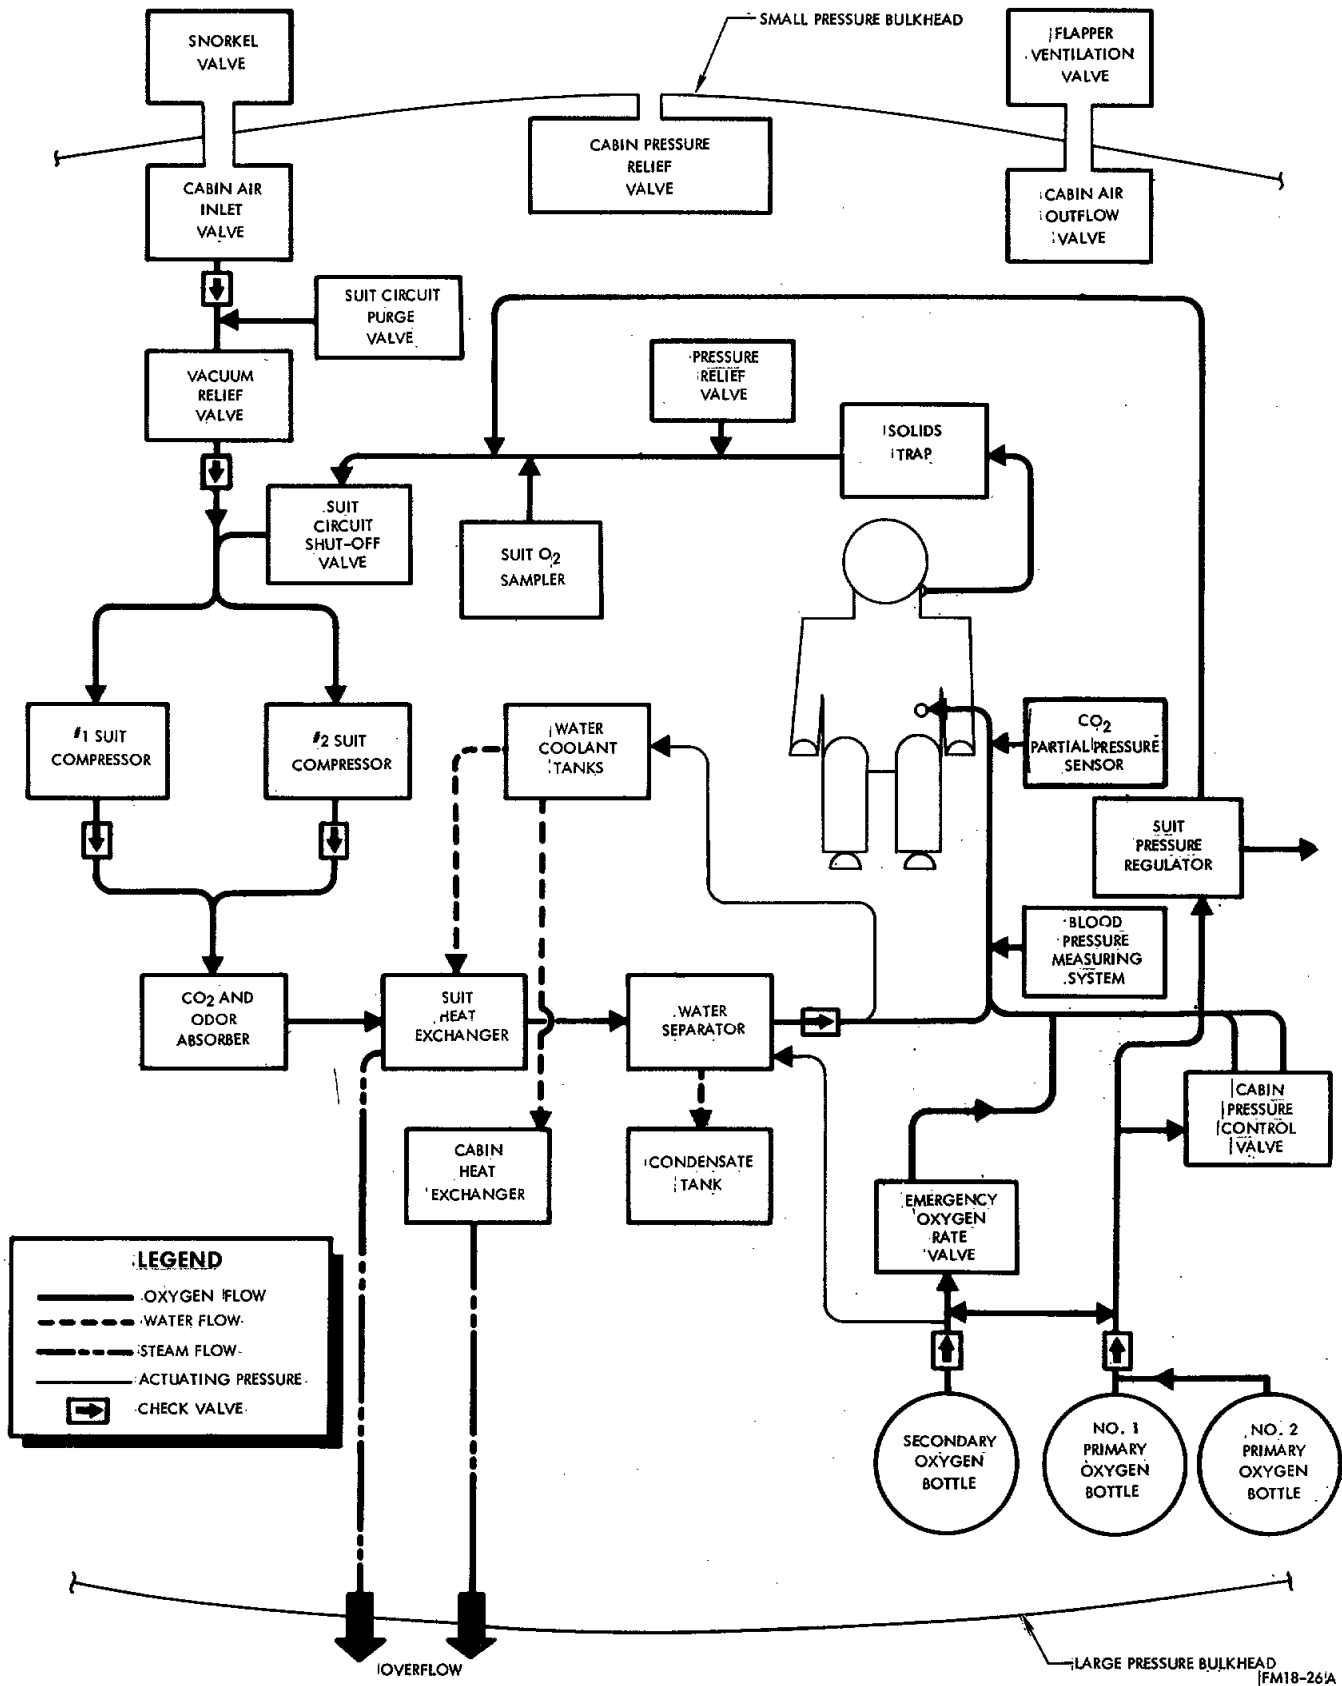 SMALL PRESSURE BULKHEAD
SNORKEL
VALVE
FLAPPER
VENTILATION
VALVE
CABIN PRESSURE
RELIEF
VALVE
CABIN AIR
INLET
VALVE
CABIN AIR
OUTFLOW
VALVE
SUIT CIRCUIT
PURGE
VALVE
VACUUM
RELIEF
VALVE
PRESSURE
RELIEF
VALVE
SOLIDS
TRAP
SUIT
CIRCUIT
SHUT-OFF
VALVE
SUIT O2
SAMPLER
#1 SUIT
COMPRESSOR
#2 SUIT
COMPRESSOR
WATER
COOLANT
TANKS
CO2
PARTIAL PRESSURE
SENSOR
SUIT
PRESSURE
REGULATOR
BLOOD
PRESSURE
MEASURING
SYSTEM
CO2 AND
ODOR
ABSORBER
SUIT
HEAT
EXCHANGER
WATER
SEPARATOR
CABIN
PRESSURE
CONTROL
VALVE
CABIN
HEAT
EXCHANGER
CONDENSATE
TANK
EMERGENCY
OXYGEN
RATE
VALVE
LEGEND
OXYGEN FLOW
WATER FLOW
STEAM FLOW
ACTUATING PRESSURE
CHECK VALVE
SECONDARY
OXYGEN
BOTTLE
NO. 1
PRIMARY
OXYGEN
BOTTLE
NO. 2
PRIMARY
OXYGEN
BOTTLE
OVERFLOW
LARGE PRESSURE BULKHEAD
FM18-26A